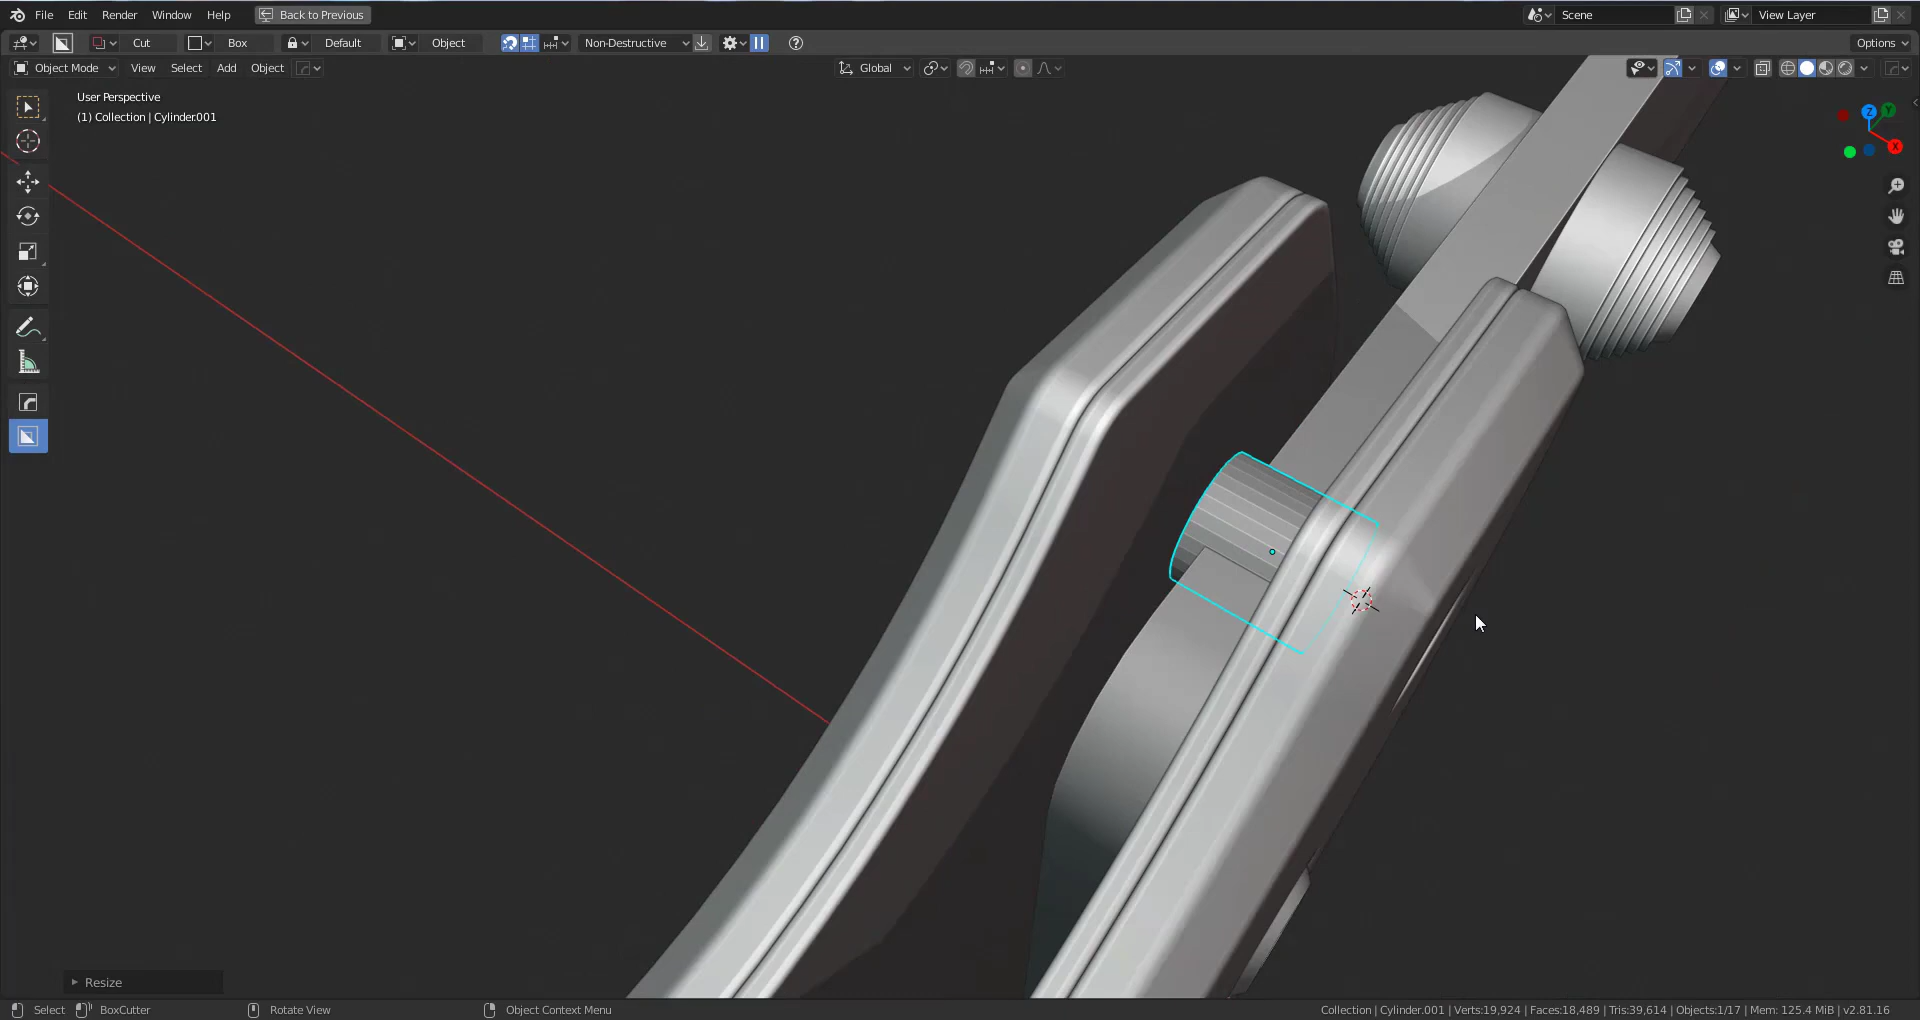 File Edit Render Window Help Back to Previous Scene View Layer
Cut Box Default Object Non-Destructive Options
Object Mode View Select Add Object Global
User Perspective
(1) Collection | Cylinder.001
Z Y X
Resize
Select BoxCutter Rotate View Object Context Menu Collection | Cylinder.001 | Verts:19,924 | Faces:18,489 | Tris:39,614 | Objects:1/17 | Mem: 125.4 MiB | v2.81.16